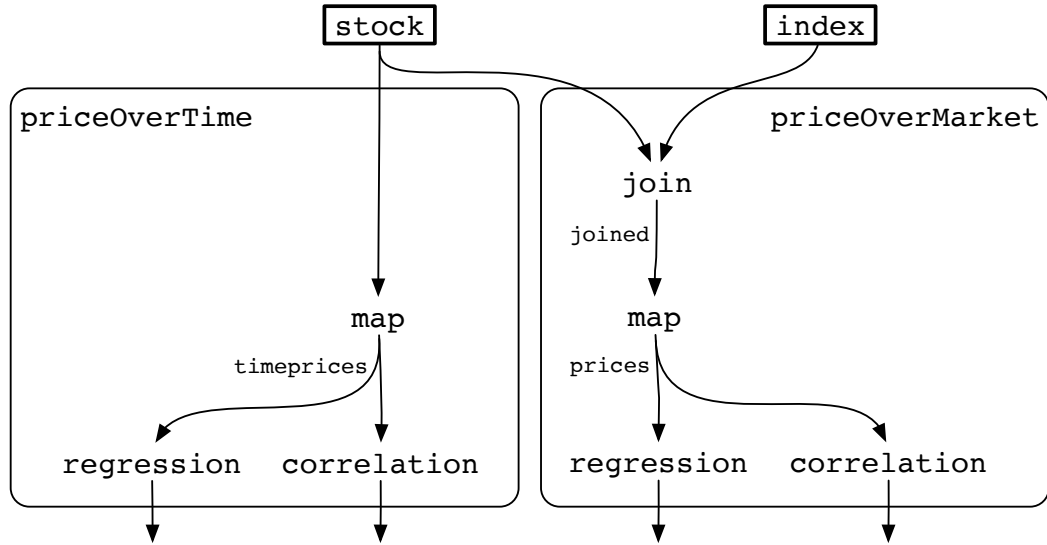 stock
index
priceOverTime
priceOverMarket
join
joined
map
map
timeprices
prices
regression
correlation
regression
correlation